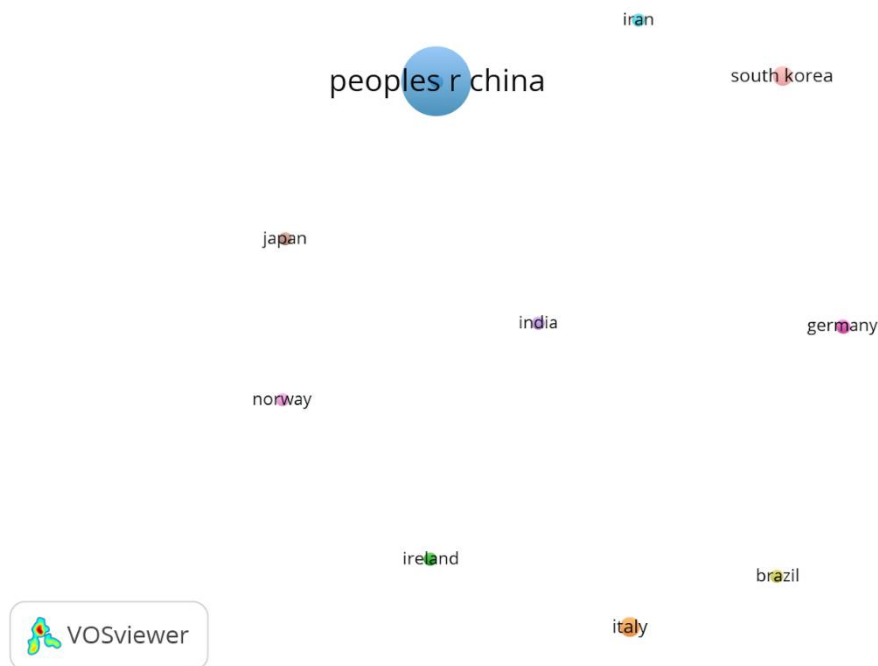 iran
south korea
peoples r china
japan
india
germany
norway
ireland
brazil
italy
VOSviewer